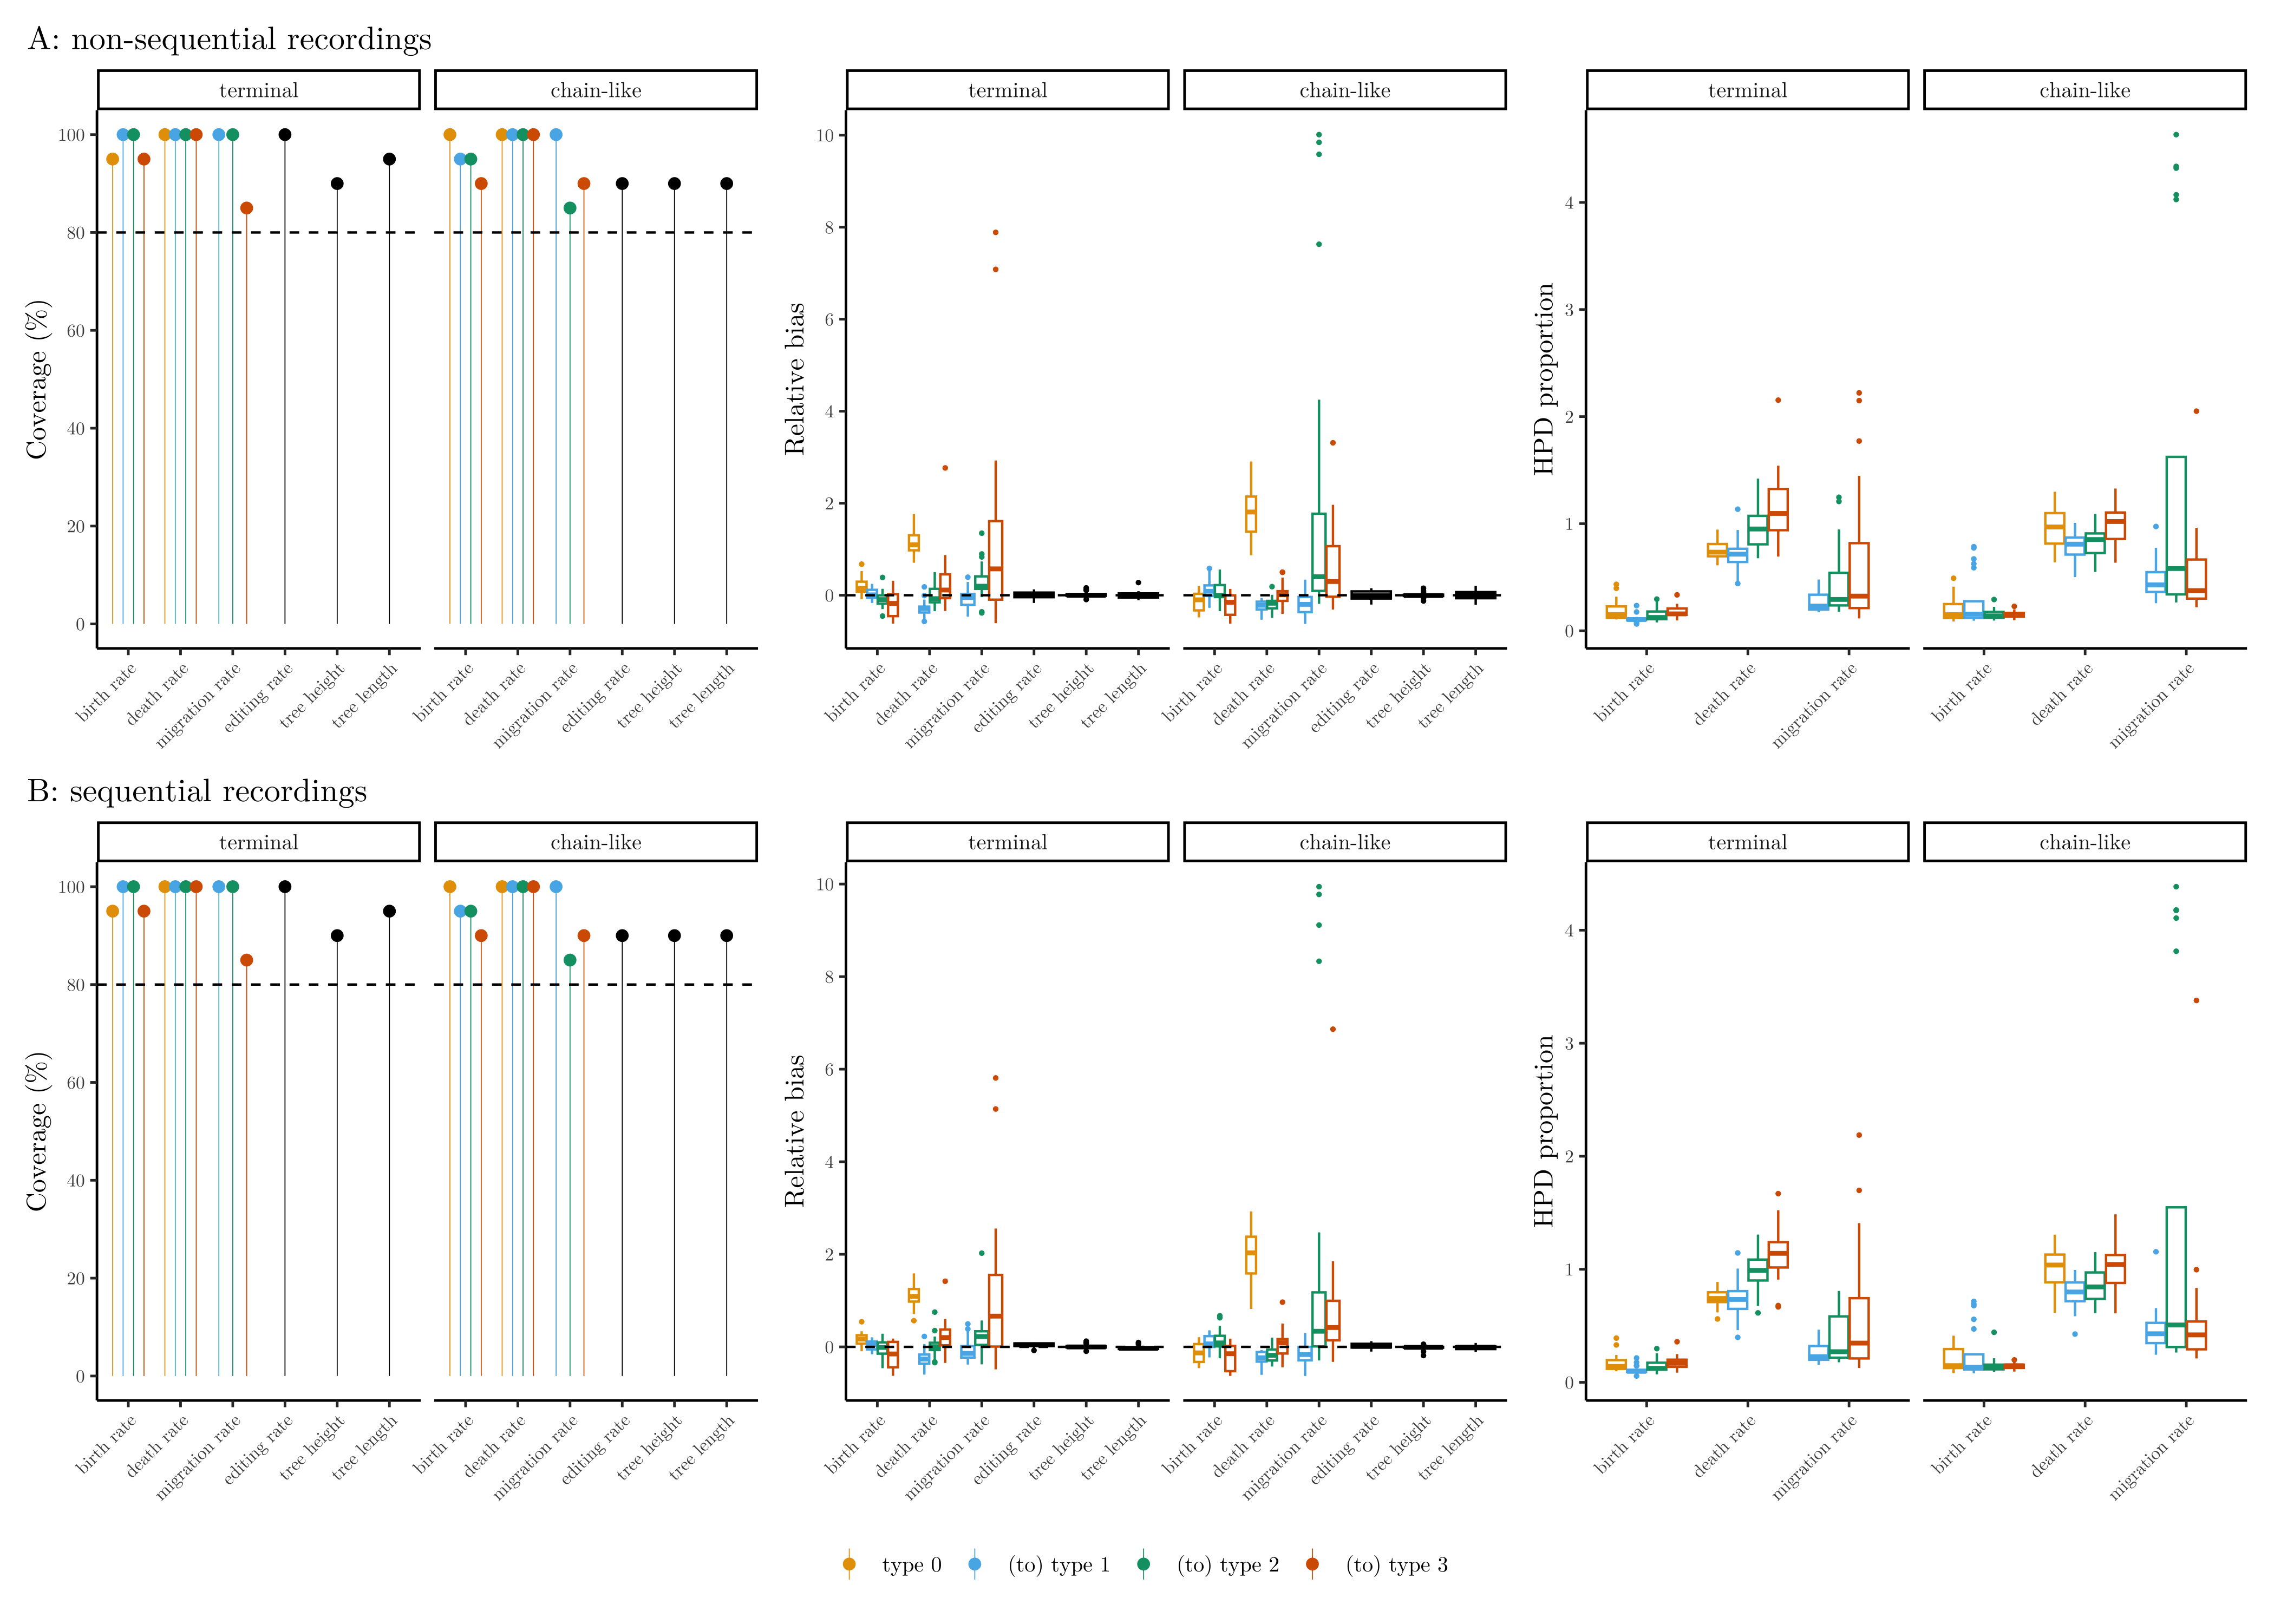 A: non-sequential recordings
terminal
chain-like
terminal
chain-like
terminal
chain-like
Coverage (%)
100
80
60
40
20
0
birth rate
death rate
migration rate
editing rate
tree height
tree length
birth rate
death rate
migration rate
editing rate
tree height
tree length
Relative bias
10
8
6
4
2
0
birth rate
death rate
migration rate
editing rate
tree height
tree length
birth rate
death rate
migration rate
editing rate
tree height
tree length
HPD proportion
4
3
2
1
0
birth rate
death rate
migration rate
birth rate
death rate
migration rate
B: sequential recordings
terminal
chain-like
terminal
chain-like
terminal
chain-like
Coverage (%)
100
80
60
40
20
0
birth rate
death rate
migration rate
editing rate
tree height
tree length
birth rate
death rate
migration rate
editing rate
tree height
tree length
Relative bias
10
8
6
4
2
0
birth rate
death rate
migration rate
editing rate
tree height
tree length
birth rate
death rate
migration rate
editing rate
tree height
tree length
HPD proportion
4
3
2
1
0
birth rate
death rate
migration rate
birth rate
death rate
migration rate
type 0
(to) type 1
(to) type 2
(to) type 3